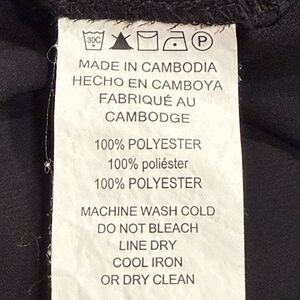 30C P
MADE IN CAMBODIA
HECHO EN CAMBOYA
FABRIQUÉ AU
CAMBODGE
100% POLYESTER
100% poliéster
100% POLYESTER
MACHINE WASH COLD
DO NOT BLEACH
LINE DRY
COOL IRON
OR DRY CLEAN